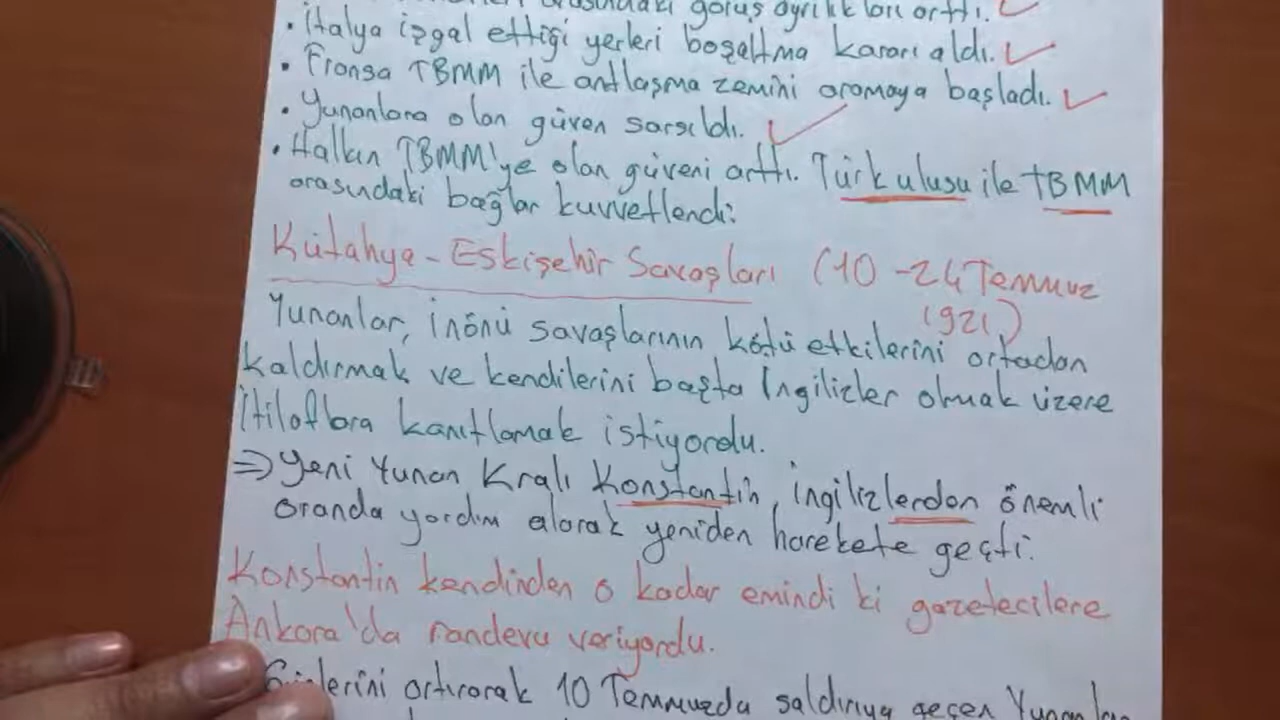 arasındaki görüş ayrılıkları arttı.
• İtalya işgal ettiği yerleri boşaltma kararı aldı.
• Fransa TBMM ile antlaşma zemini aramaya başladı.
• Yunanlara olan güven sarsıldı.
• Halkın TBMM'ye olan güveni arttı. Türk ulusu ile TBMM
arasındaki bağlar kuvvetlendi.
Kütahya - Eskişehir Savaşları (10 - 24 Temmuz
1921)
Yunanlar, İnönü savaşlarının kötü etkilerini ortadan
kaldırmak ve kendilerini başta İngilizler olmak üzere
İtilaflara kanıtlamak istiyordu.
⇒ Yeni Yunan Kralı Konstantin, İngilizlerden önemli
oranda yardım alarak yeniden harekete geçti.
Konstantin kendinden o kadar emindi ki gazetecilere
Ankara'da randevu veriyordu.
Güçlerini artırarak 10 Temmuzda saldırıya geçen